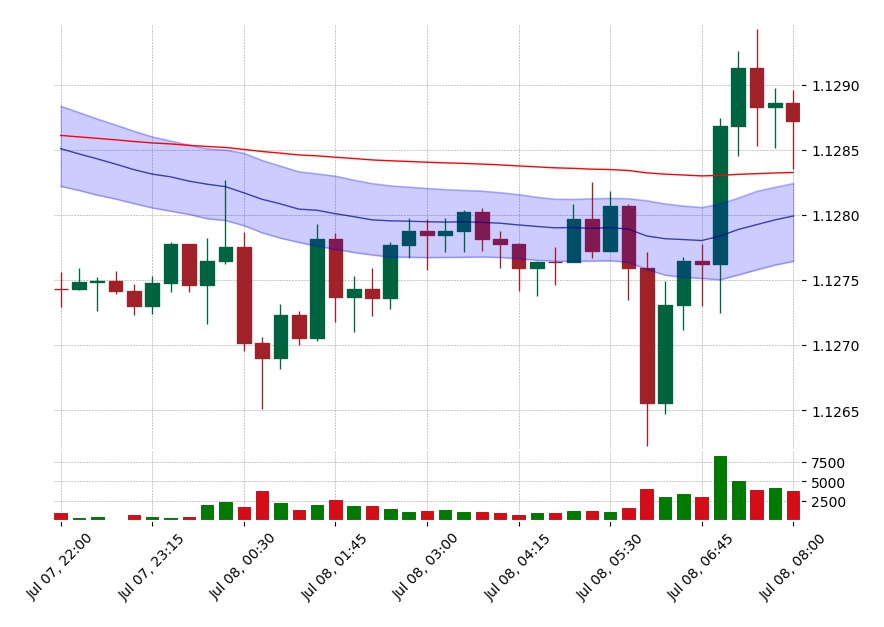 1.1290
1.1285
1.1280
1.1275
1.1270
1.1265
7500
5000
2500
Jul 07, 22:00
Jul 07, 23:15
Jul 08, 00:30
Jul 08, 01:45
Jul 08, 03:00
Jul 08, 04:15
Jul 08, 05:30
Jul 08, 06:45
Jul 08, 08:00